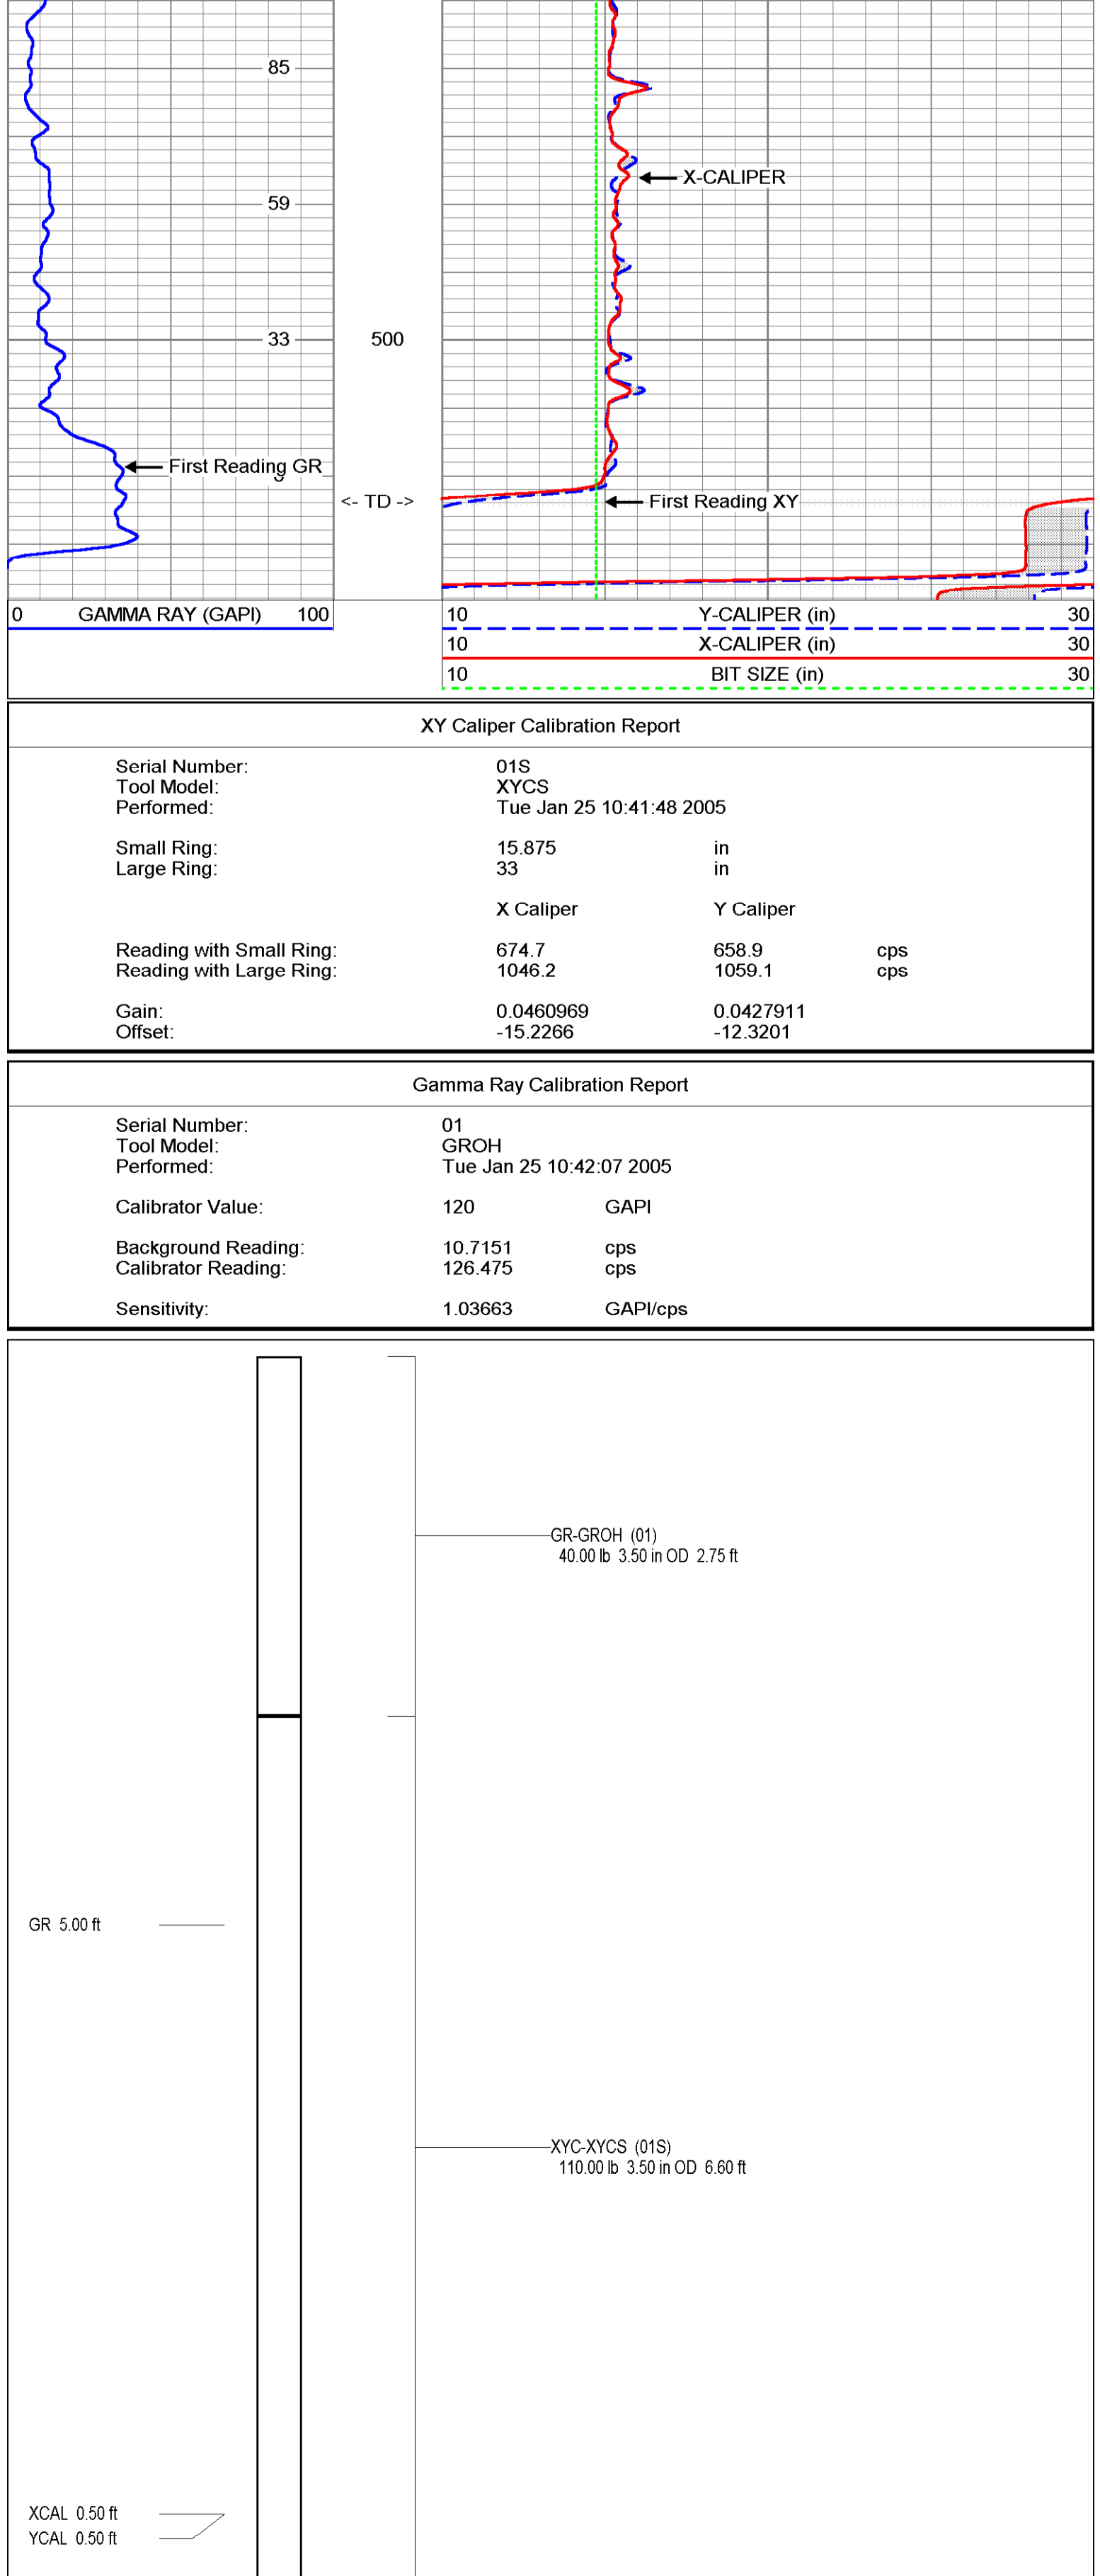 85
X-CALIPER
59
33 500
First Reading GR
9
<- TD -> First Reading XY
0 GAMMA RAY (GAPI) 100 10 Y-CALIPER (in) 30
10 X-CALIPER (in) 30
10 BIT SIZE (in) 30
XY Caliper Calibration Report
Serial Number: 01S
Tool Model: XYCS
Performed: Tue Jan 25 10:41:48 2005
Small Ring: 15.875 in
Large Ring: 33 in
X Caliper Y Caliper
Reading with Small Ring: 674.7 658.9 cps
Reading with Large Ring: 1046.2 1059.1 cps
Gain: 0.0460969 0.0427911
Offset: -15.2266 -12.3201
Gamma Ray Calibration Report
Serial Number: 01
Tool Model: GROH
Performed: Tue Jan 25 10:42:07 2005
Calibrator Value: 120 GAPI
Background Reading: 10.7151 cps
Calibrator Reading: 126.475 cps
Sensitivity: 1.03663 GAPI/cps
GR-GROH (01)
40.00 lb 3.50 in OD 2.75 ft
GR 5.00 ft
XYC-XYCS (01S)
110.00 lb 3.50 in OD 6.60 ft
XCAL 0.50 ft
YCAL 0.50 ft